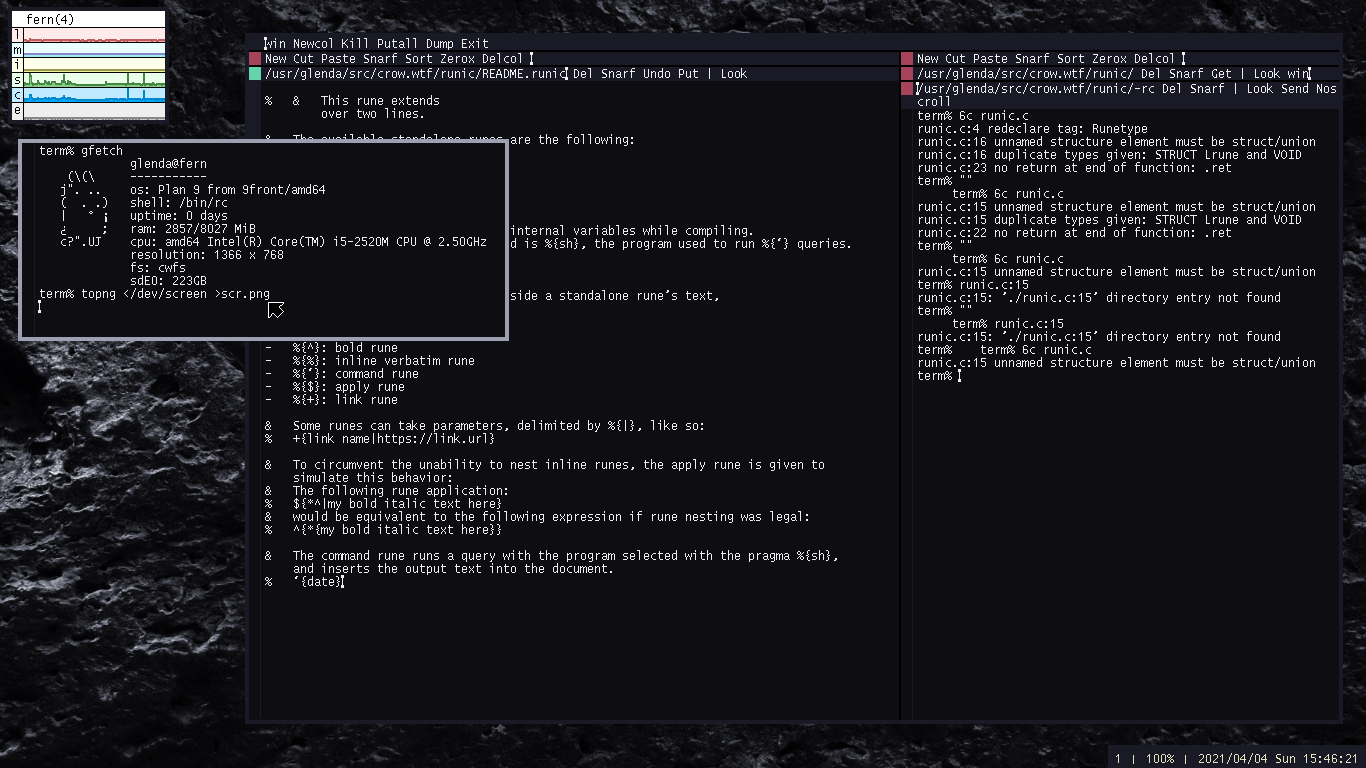 fern(4)
l
m
i
s
c
e
win Newcol Kill Putall Dump Exit
New Cut Paste Snarf Sort Zerox Delcol
/usr/glenda/src/crow.wtf/runic/README.runic Del Snarf Undo Put | Look
% & This rune extends
over two lines.
& The available standalone runes are the following:
term% gfetch
glenda@fern
-----------
(\(\
j". .. os: Plan 9 from 9front/amd64
( . .) shell: /bin/rc
| ° ¡ uptime: 0 days
¿ ; ram: 2857/8027 MiB
c?".UJ cpu: amd64 Intel(R) Core(TM) i5-2520M CPU @ 2.50GHz
resolution: 1366 x 768
fs: cwfs
sdE0: 223GB
term% topng </dev/screen >scr.png
internal variables while compiling.
d is %{sh}, the program used to run %{‘} queries.
side a standalone rune’s text,
- %{^}: bold rune
- %{%}: inline verbatim rune
- %{‘}: command rune
- %{$}: apply rune
- %{+}: link rune
& Some runes can take parameters, delimited by %{|}, like so:
% +{link name|https://link.url}
& To circumvent the unability to nest inline runes, the apply rune is given to
simulate this behavior:
& The following rune application:
% ${*^|my bold italic text here}
& would be equivalent to the following expression if rune nesting was legal:
% ^{*{my bold italic text here}}
& The command rune runs a query with the program selected with the pragma %{sh},
and inserts the output text into the document.
% ‘{date}
New Cut Paste Snarf Sort Zerox Delcol
/usr/glenda/src/crow.wtf/runic/ Del Snarf Get | Look win
/usr/glenda/src/crow.wtf/runic/-rc Del Snarf | Look Send Nos
croll
term% 6c runic.c
runic.c:4 redeclare tag: Runetype
runic.c:16 unnamed structure element must be struct/union
runic.c:16 duplicate types given: STRUCT Lrune and VOID
runic.c:23 no return at end of function: .ret
term% ""
term% 6c runic.c
runic.c:15 unnamed structure element must be struct/union
runic.c:15 duplicate types given: STRUCT Lrune and VOID
runic.c:22 no return at end of function: .ret
term% ""
term% 6c runic.c
runic.c:15 unnamed structure element must be struct/union
term% runic.c:15
runic.c:15: ’./runic.c:15’ directory entry not found
term% ""
term% runic.c:15
runic.c:15: ’./runic.c:15’ directory entry not found
term% term% 6c runic.c
runic.c:15 unnamed structure element must be struct/union
term%
1 | 100% | 2021/04/04 Sun 15:46:21